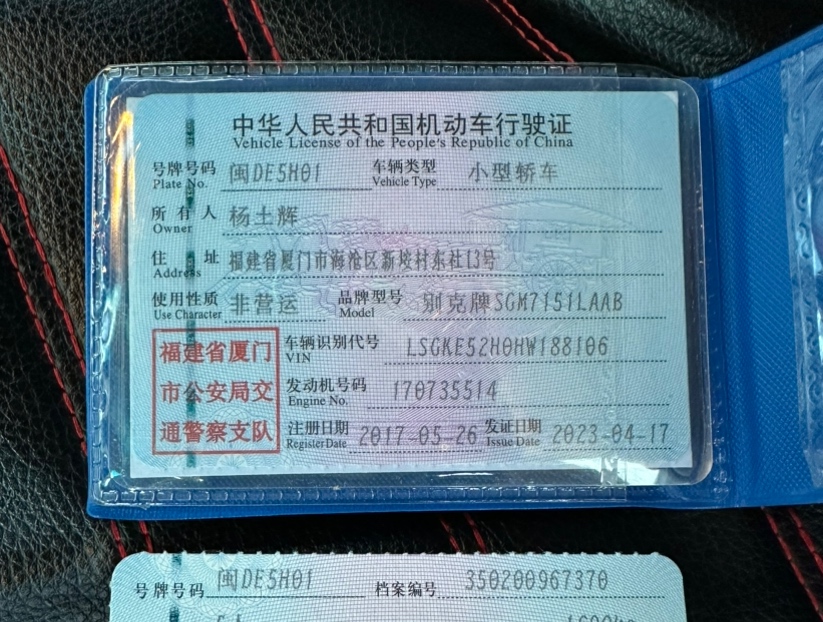 中华人民共和国机动车行驶证
Vehicle License of the People's Republic of China
号牌号码 闽DE5H01 车辆类型 小型轿车
Plate No. Vehicle Type
所有人 杨土辉
Owner
住址 福建省厦门市海沧区新垵村东社13号
Address
使用性质 非营运 品牌型号 别克牌SGM7151LAAB
Use Character Model
福建省厦门
市公安局交
通警察支队
车辆识别代号 LSGKE52H0HW188106
VIN
发动机号码 170735514
Engine No.
注册日期 2017-05-26 发证日期 2023-04-17
Register Date Issue Date
号牌号码 闽DE5H01 档案编号 350200967370